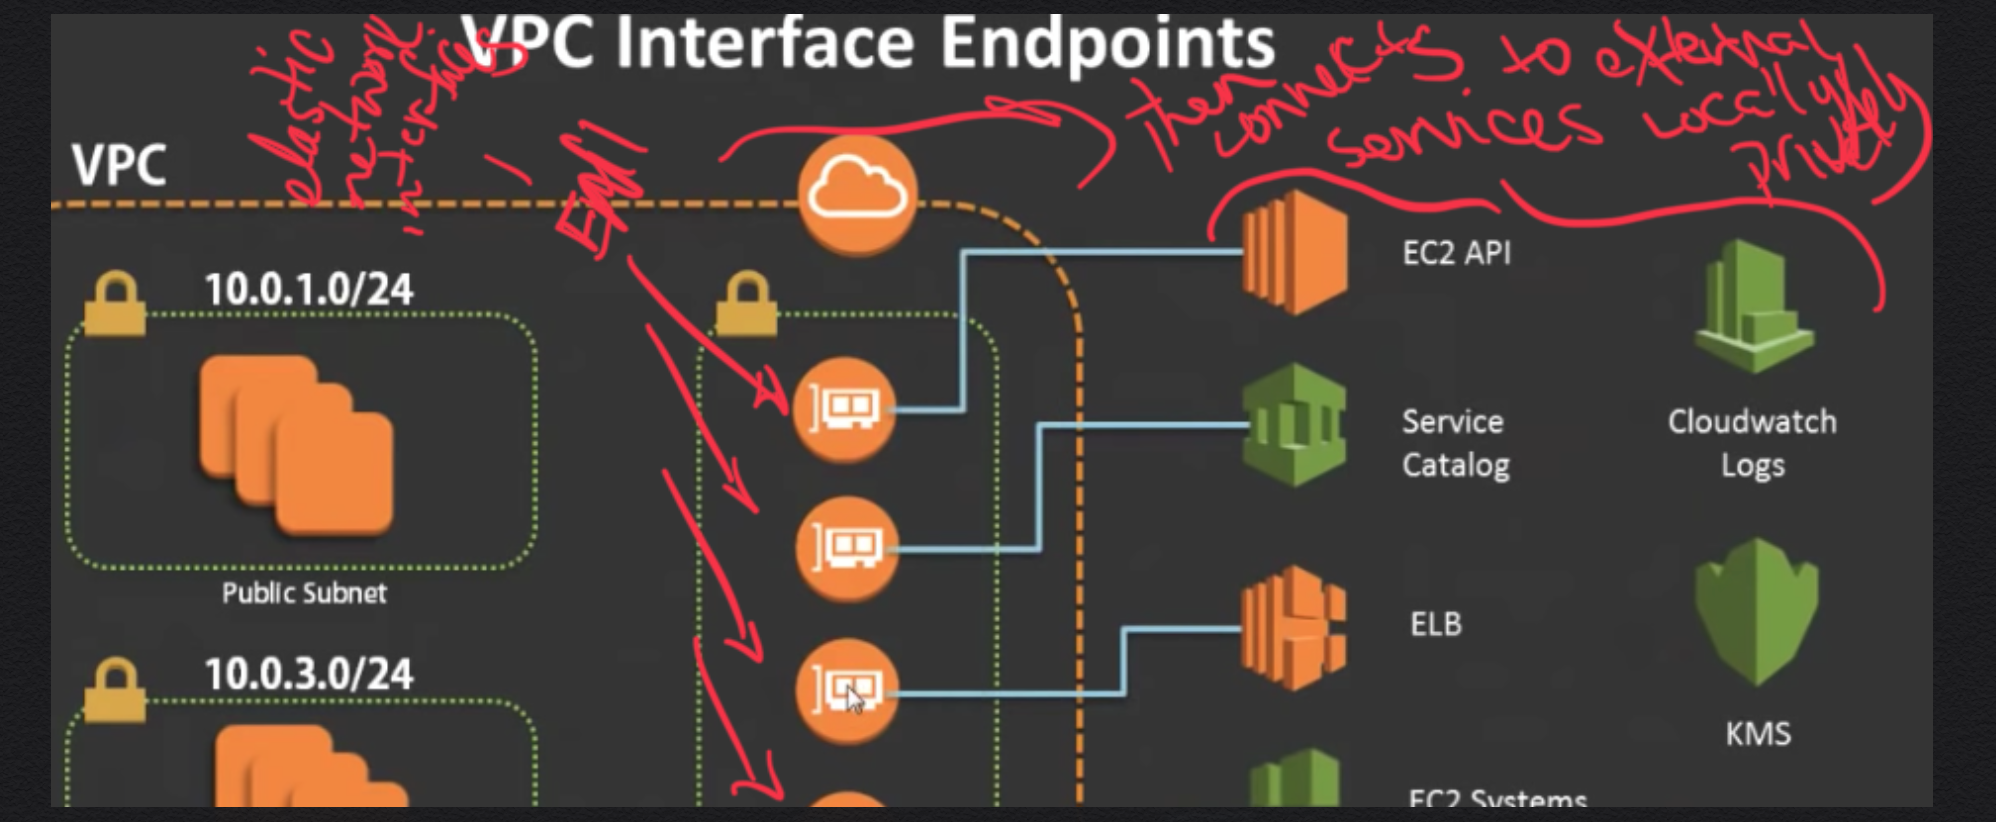 VPC Interface Endpoints
elastic
network
interfaces
ENI
then
connects to external
services locally
privately
VPC
10.0.1.0/24
Public Subnet
10.0.3.0/24
EC2 API
Service
Catalog
ELB
EC2 Systems
Cloudwatch
Logs
KMS